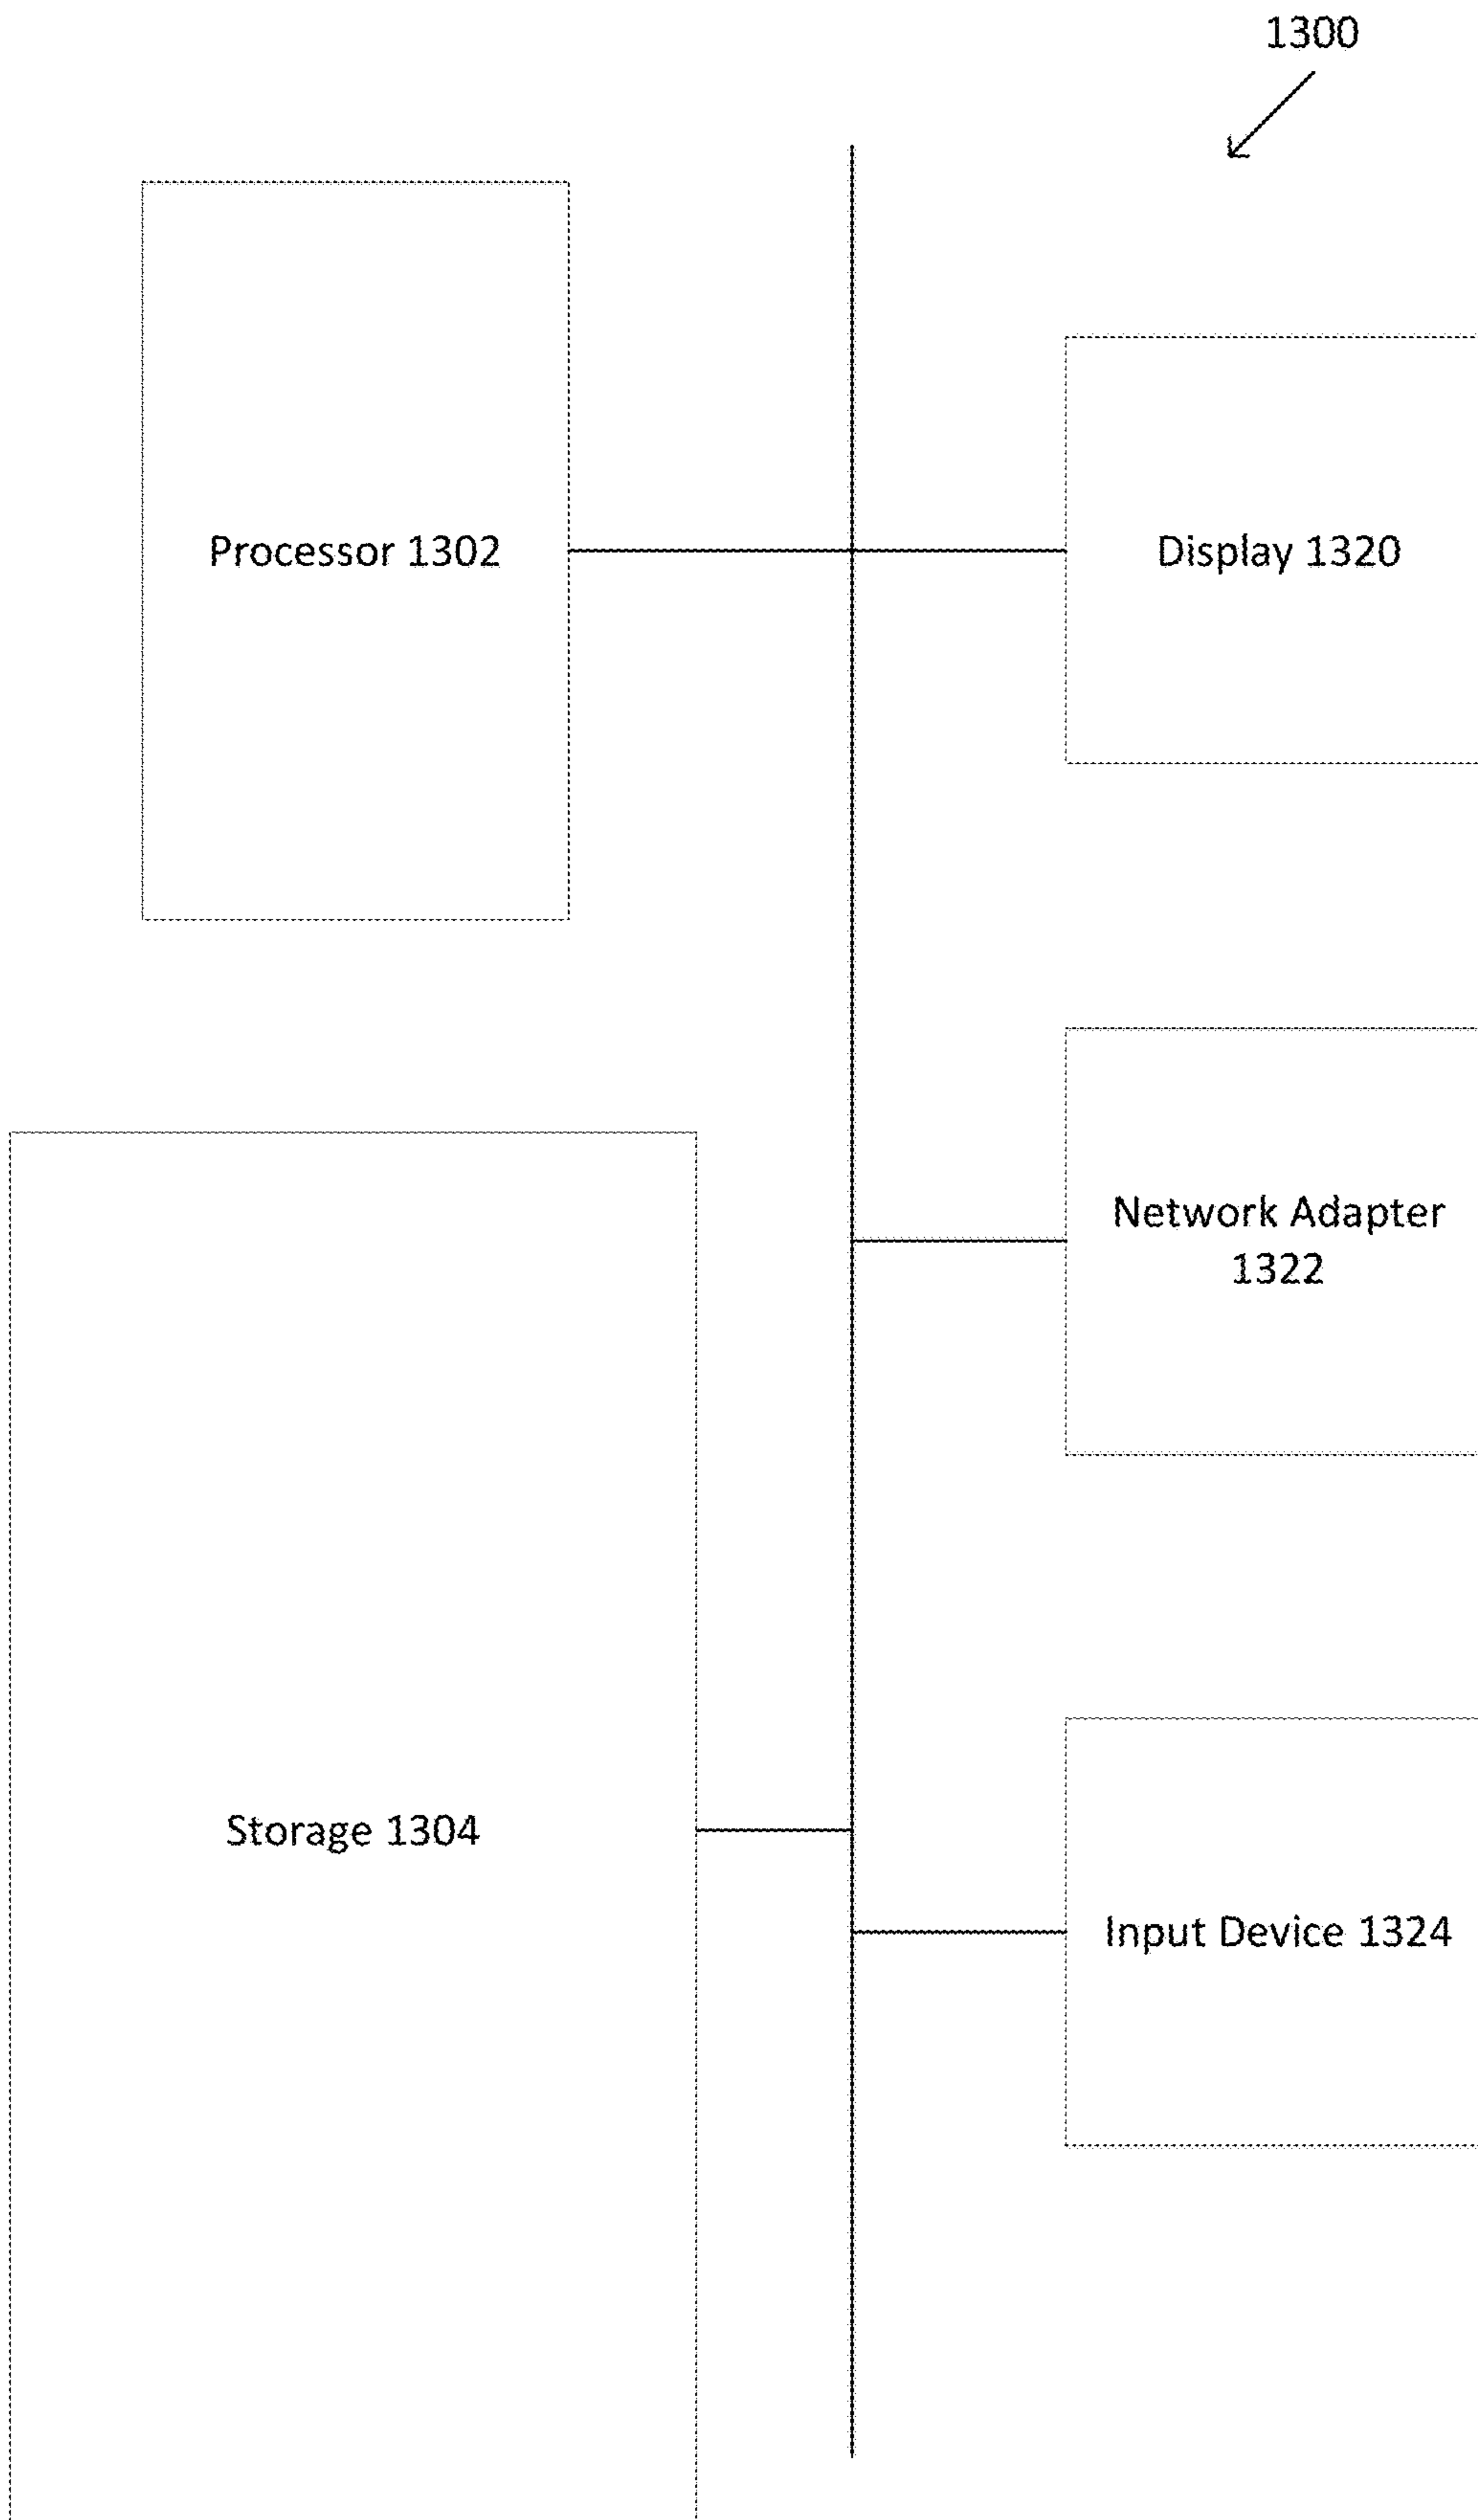 1300
Processor 1302
Display 1320
Network Adapter
1322
Storage 1304
Input Device 1324